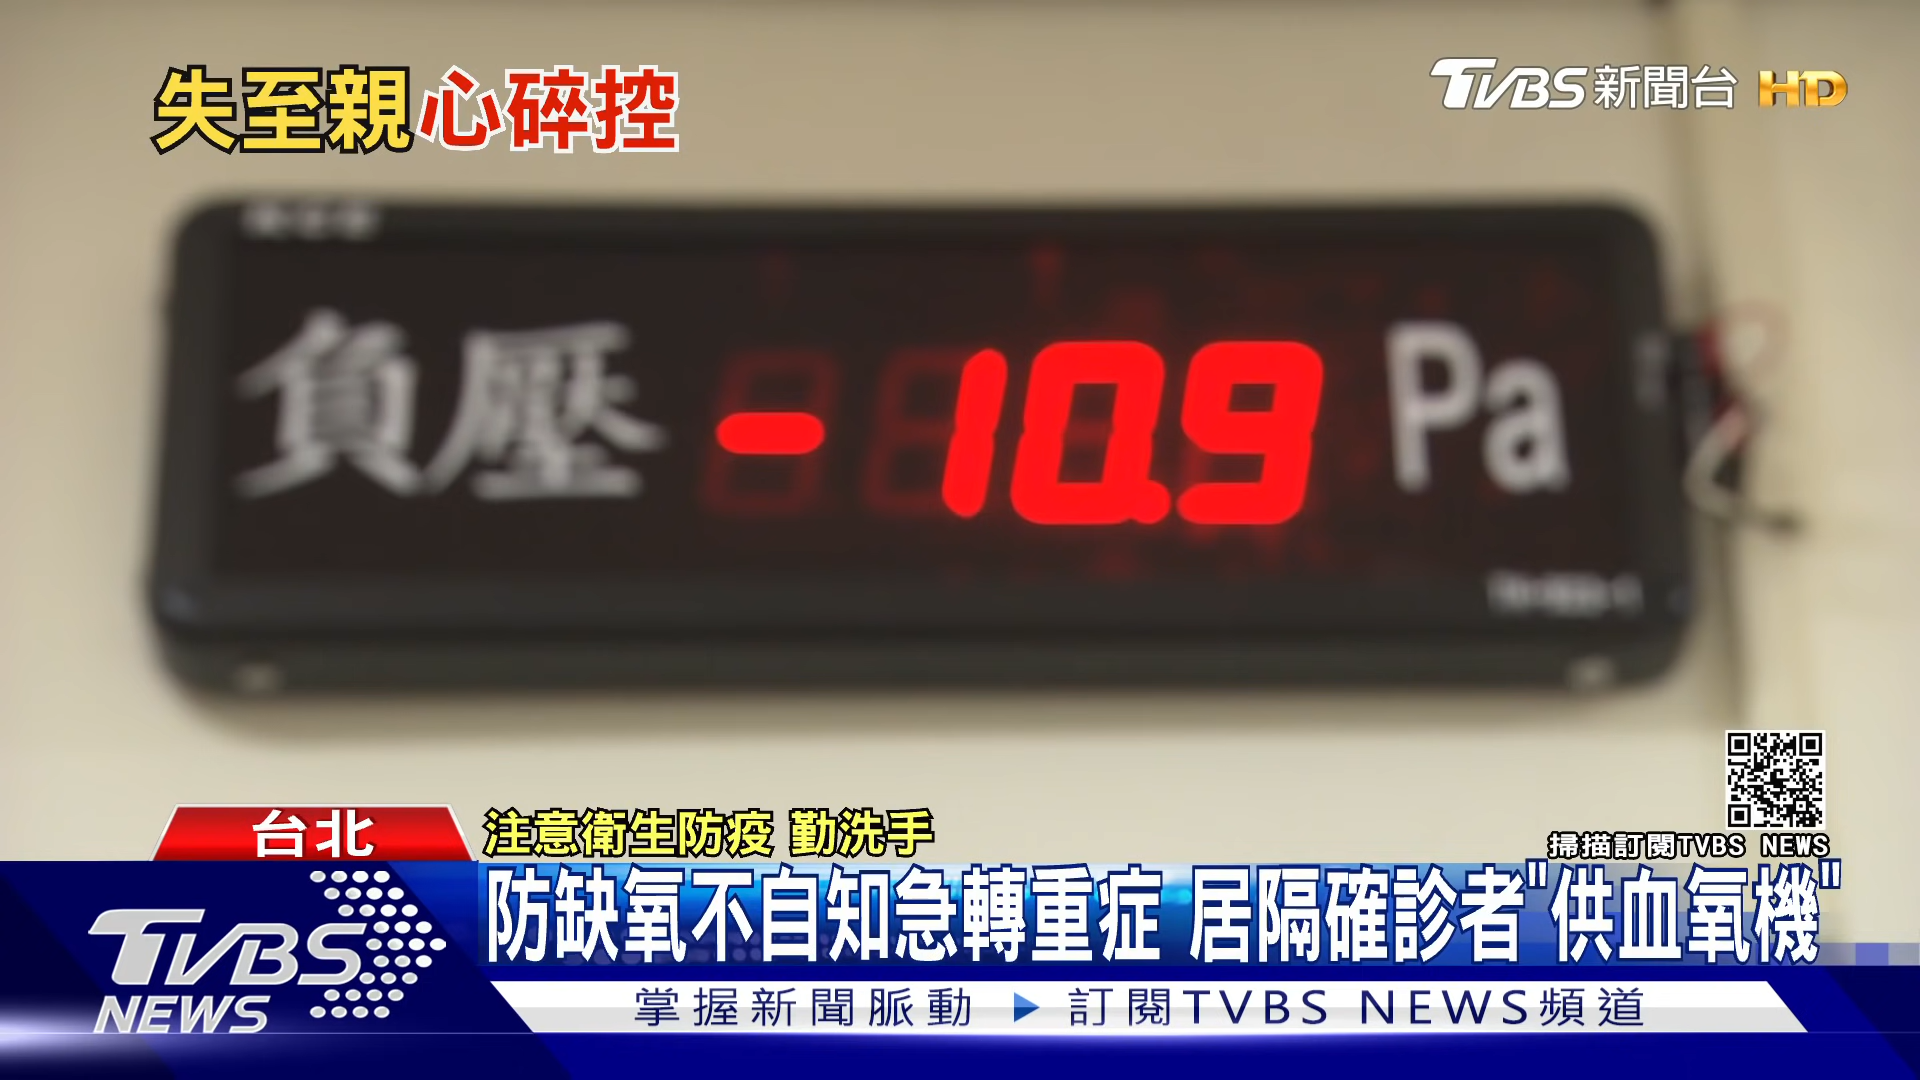 失至親心碎控
TVBS新聞台 HD
負壓 -10.9 Pa
台北
注意衛生防疫 勤洗手
掃描訂閱TVBS NEWS
防缺氧不自知急轉重症 居隔確診者"供血氧機"
TVBS
NEWS
掌握新聞脈動 ▶ 訂閱TVBS NEWS頻道